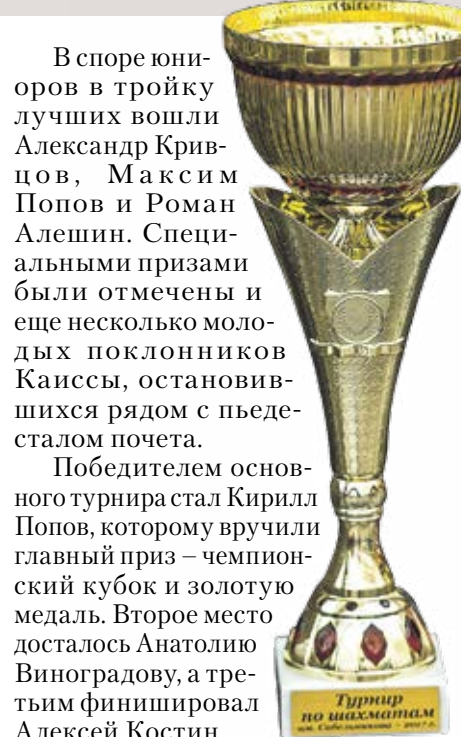 В споре юни-
оров в тройку
лучших вошли
Александр Крив-
цов, Максим
Попов и Роман
Алешин. Специ-
альными призами
были отмечены и
еще несколько моло-
дых поклонников
Каиссы, остановив-
шихся рядом с пьеде-
сталом почета.
Победителем основ-
ного турнира стал Кирилл
Попов, которому вручили
главный приз – чемпион-
ский кубок и золотую
медаль. Второе место
досталось Анатолию
Виноградову, а тре-
тьим финишировал
Алексей Костин
Турнир
по шахматам
им.